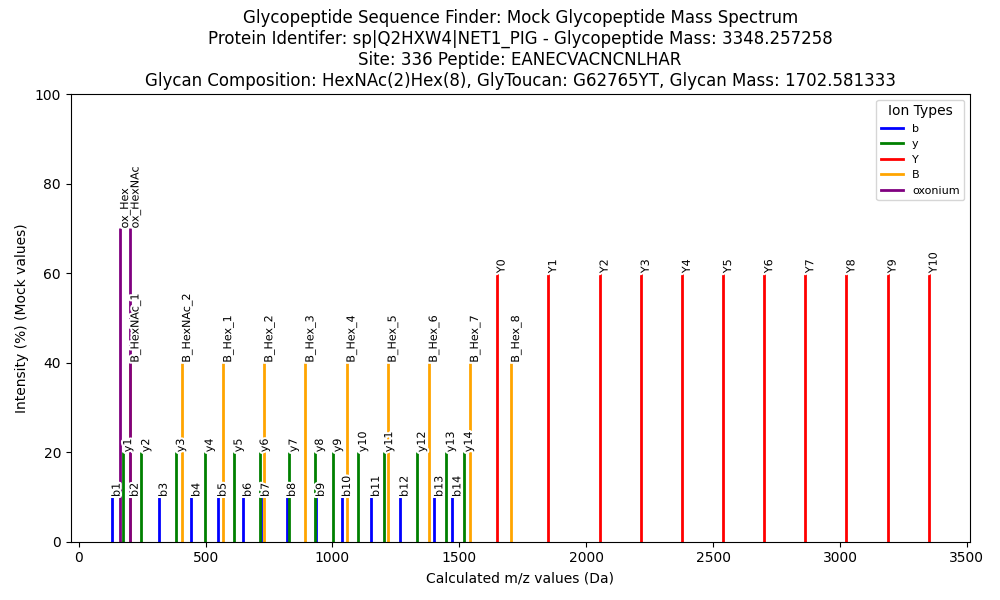 Glycopeptide Sequence Finder: Mock Glycopeptide Mass Spectrum
Protein Identifer: sp|Q2HXW4|NET1_PIG - Glycopeptide Mass: 3348.257258
Site: 336 Peptide: EANECVACNCNLHAR
Glycan Composition: HexNAc(2)Hex(8), GlyToucan: G62765YT, Glycan Mass: 1702.581333
Intensity (%) (Mock values)
100
80
60
40
20
0
Ion Types
b
y
Y
B
oxonium
ox_Hex
ox_HexNAc
Y0
Y1
Y2
Y3
Y4
Y5
Y6
Y7
Y8
Y9
Y10
B_HexNAc_1
B_HexNAc_2
B_Hex_1
B_Hex_2
B_Hex_3
B_Hex_4
B_Hex_5
B_Hex_6
B_Hex_7
B_Hex_8
y1
y2
y3
y4
y5
y6
y7
y8
y9
y10
y11
y12
y13
y14
b1
b2
b3
b4
b5
b6
b7
b8
b9
b10
b11
b12
b13
b14
0
500
1000
1500
2000
2500
3000
3500
Calculated m/z values (Da)